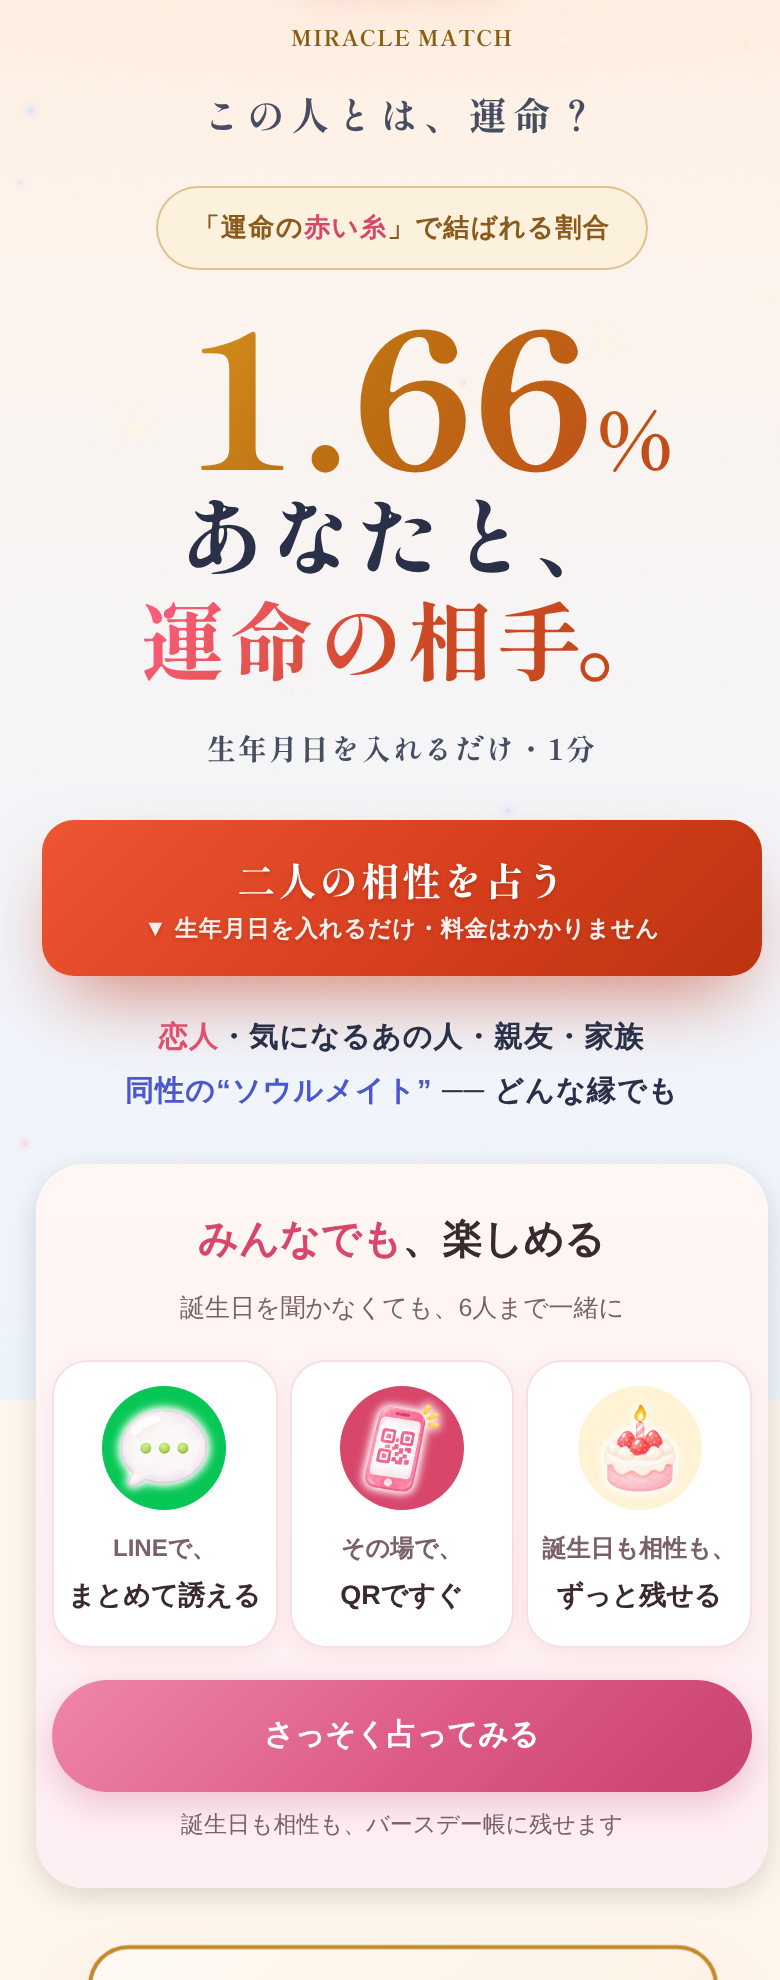 MIRACLE MATCH
この人とは、運命？
「運命の赤い糸」で結ばれる割合
1.66%
あなたと、
運命の相手。
生年月日を入れるだけ・1分
二人の相性を占う
▼ 生年月日を入れるだけ・料金はかかりません
恋人・気になるあの人・親友・家族
同性の“ソウルメイト” ── どんな縁でも
みんなでも、楽しめる
誕生日を聞かなくても、6人まで一緒に
LINEで、
まとめて誘える
その場で、
QRですぐ
誕生日も相性も、
ずっと残せる
さっそく占ってみる
誕生日も相性も、バースデー帳に残せます